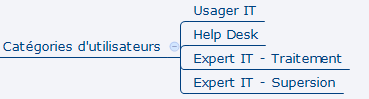 Usager IT
Help Desk
Catégories d'utilisateurs
Expert IT - Traitement
Expert IT - Supersion